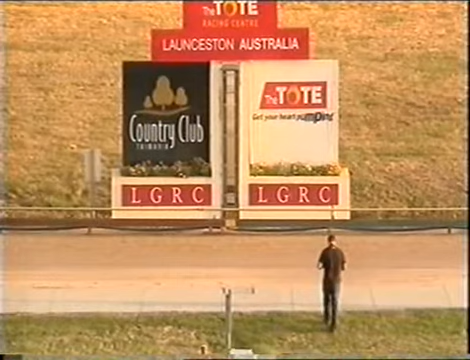 The TOTE
RACING CENTRE
LAUNCESTON AUSTRALIA
Country Club
TASMANIA
The TOTE
Get your heart pumping
LGRC
LGRC